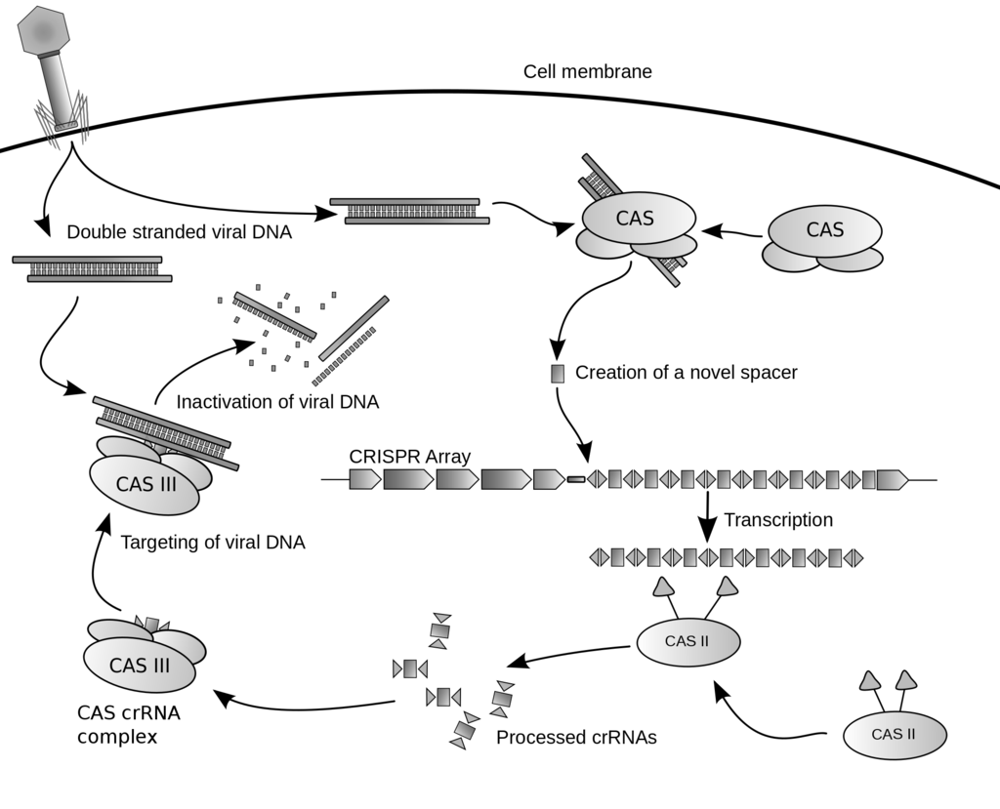 Cell membrane
Double stranded viral DNA
CAS
CAS
Creation of a novel spacer
Inactivation of viral DNA
CRISPR Array
CAS III
Transcription
Targeting of viral DNA
CAS II
CAS III
CAS crRNA
complex
Processed crRNAs
CAS II